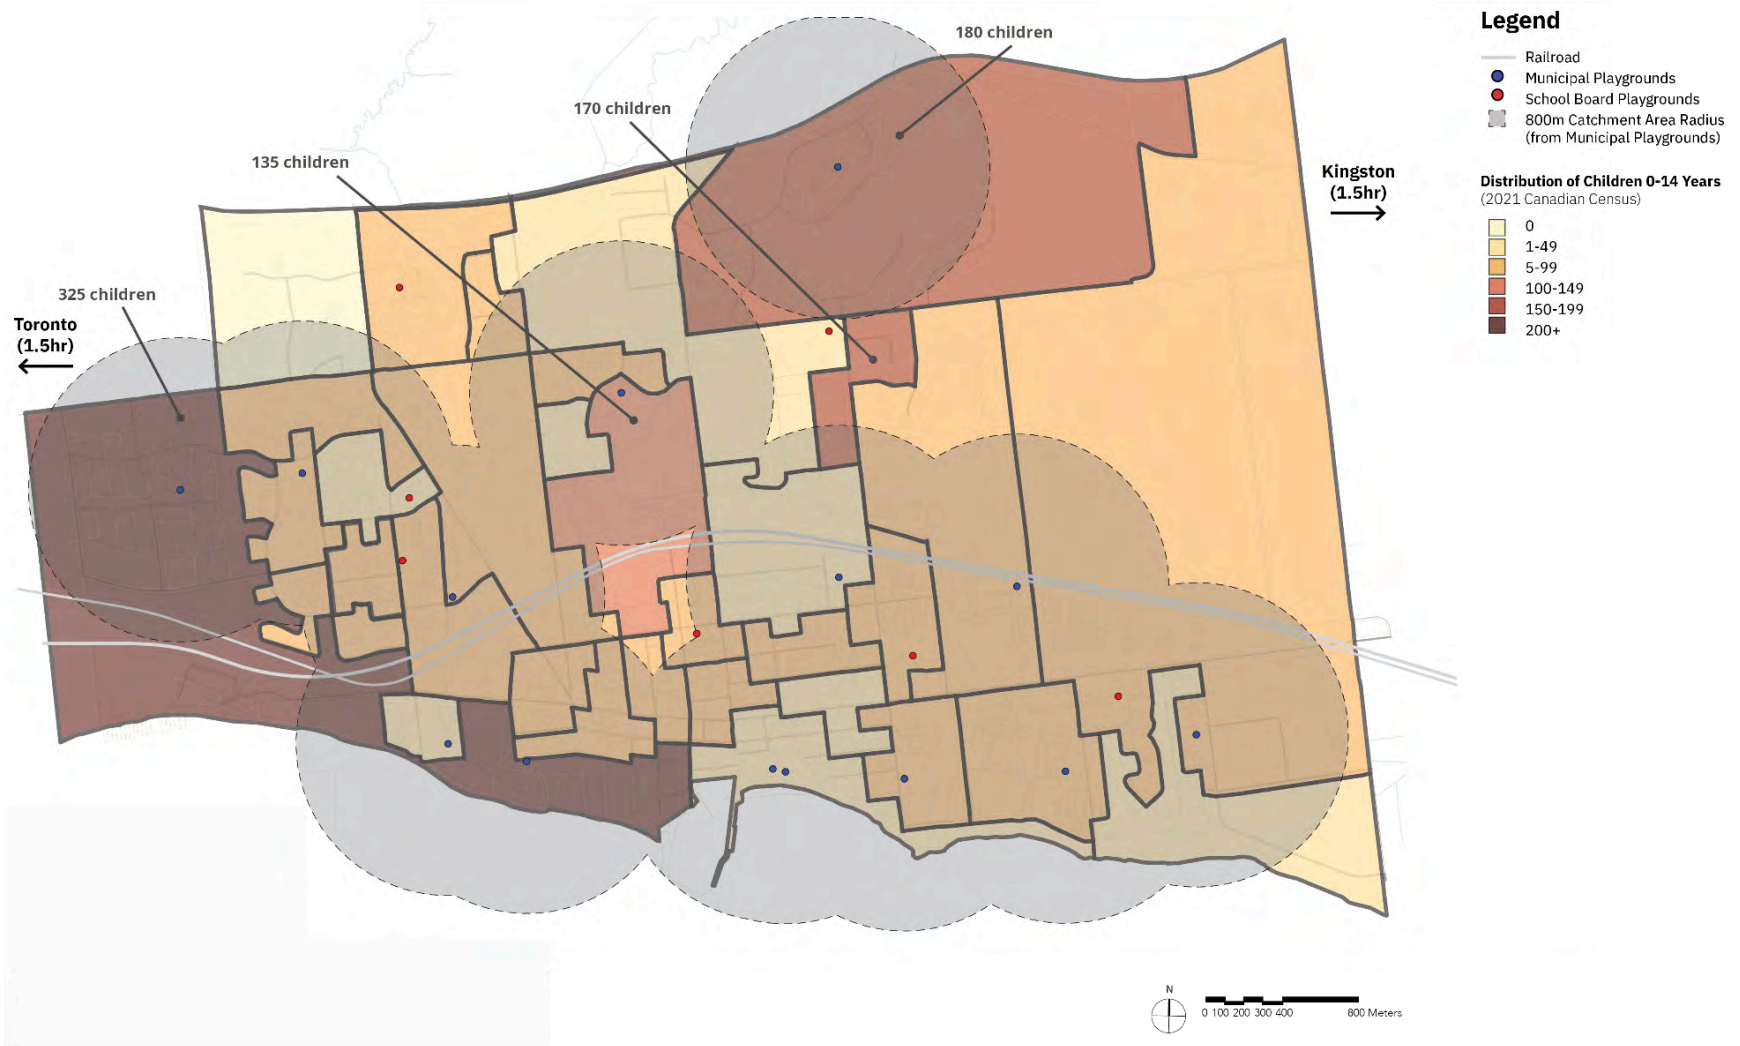 180 children
170 children
135 children
325 children
Toronto
(1.5hr)
Kingston
(1.5hr)
Legend
Railroad
Municipal Playgrounds
School Board Playgrounds
800m Catchment Area Radius
(from Municipal Playgrounds)
Distribution of Children 0-14 Years
(2021 Canadian Census)
0
1-49
5-99
100-149
150-199
200+
N
0 100 200 300 400 800 Meters